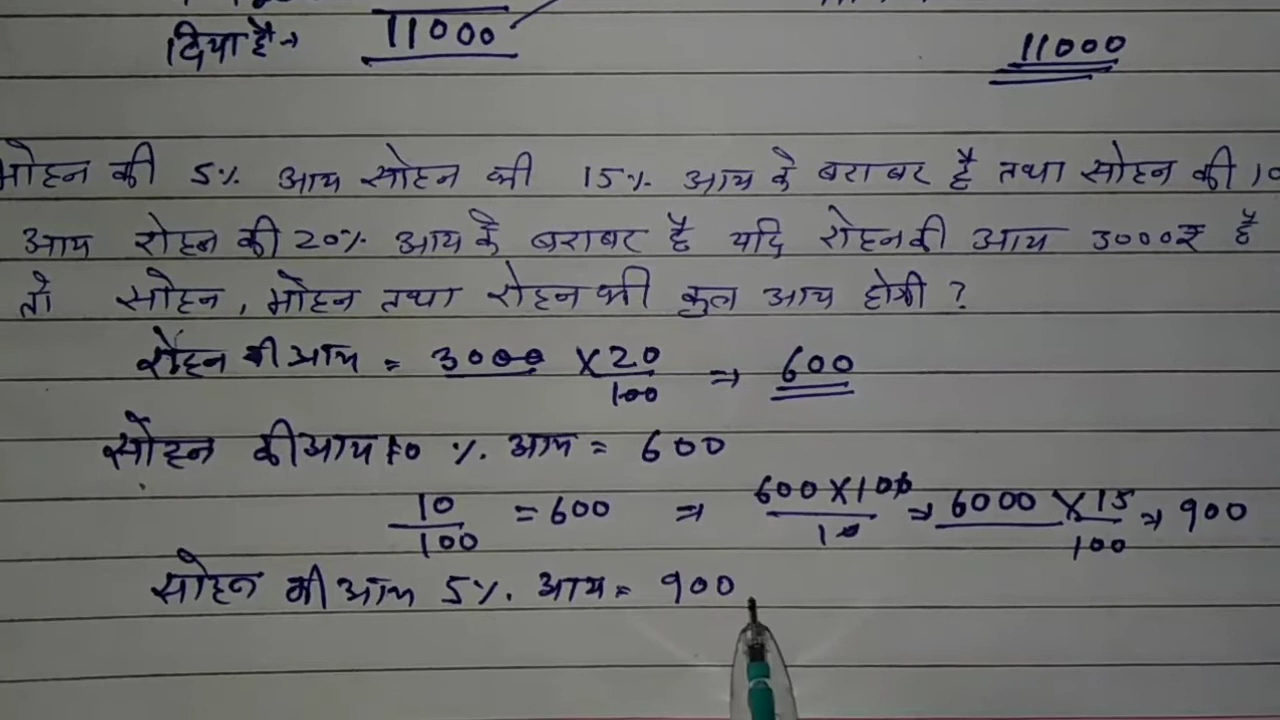 दिया है→ 11000
11000
मोहन की 5% आय सोहन की 15% आय के बराबर है तथा सोहन की 10
आय रोहन की 20% आय के बराबर है यदि रोहन की आय 3000₹ है
तो सोहन, मोहन तथा रोहन की कुल आय होगी ?
रोहन की आय = 3000 × 20/100 ⇒ 600
सोहन की आय 10 % आय = 600
10/100 = 600 ⇒ 600×100/10 ⇒ 6000 × 15/100 ⇒ 900
सोहन की आय 5% आय = 900